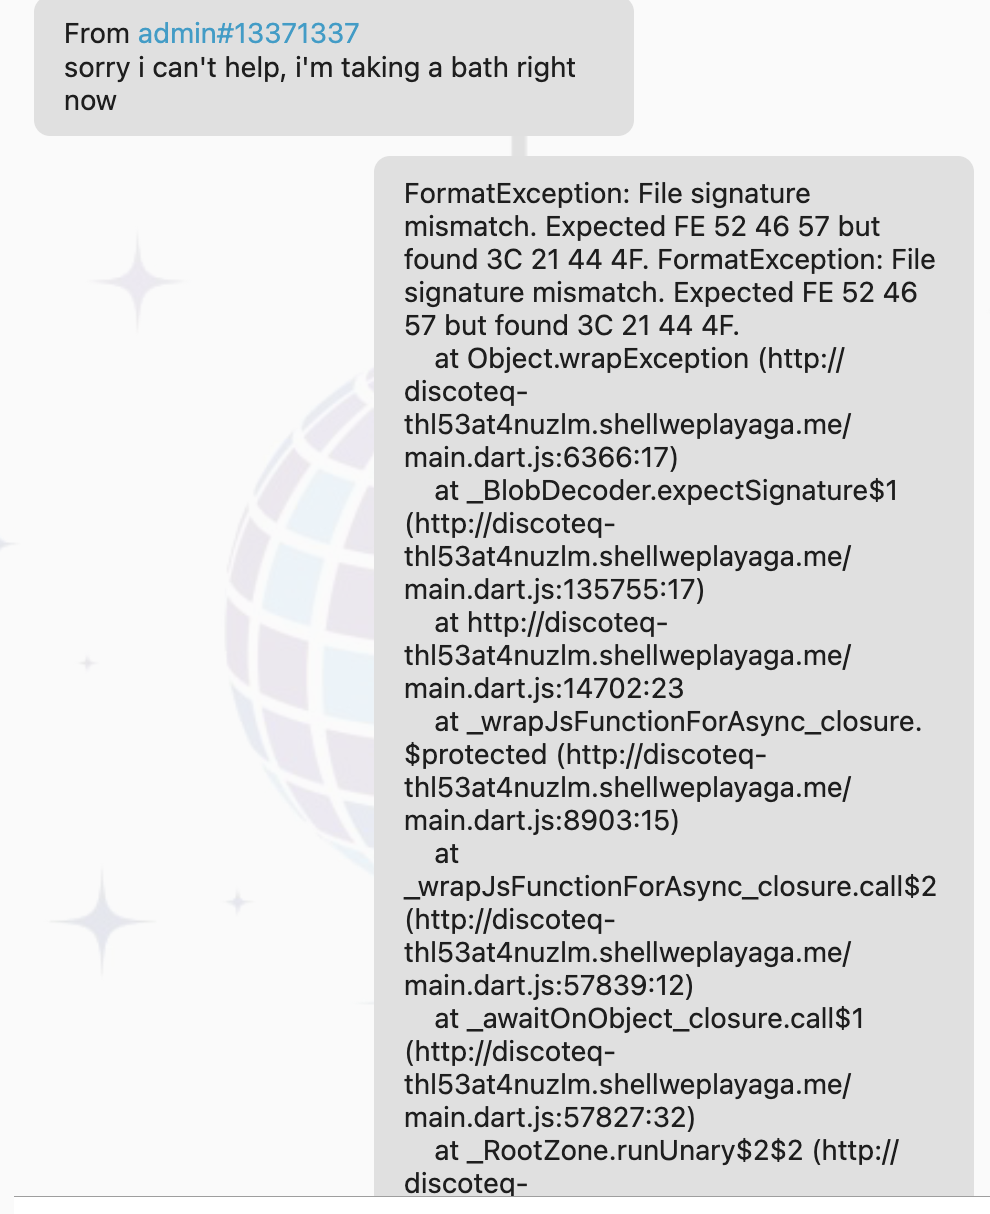 From admin#13371337
sorry i can't help, i'm taking a bath right
now
FormatException: File signature
mismatch. Expected FE 52 46 57 but
found 3C 21 44 4F. FormatException: File
signature mismatch. Expected FE 52 46
57 but found 3C 21 44 4F.
at Object.wrapException (http://
discoteq-
thl53at4nuzlm.shellweplayaga.me/
main.dart.js:6366:17)
at _BlobDecoder.expectSignature$1
(http://discoteq-
thl53at4nuzlm.shellweplayaga.me/
main.dart.js:135755:17)
at http://discoteq-
thl53at4nuzlm.shellweplayaga.me/
main.dart.js:14702:23
at _wrapJsFunctionForAsync_closure.
$protected (http://discoteq-
thl53at4nuzlm.shellweplayaga.me/
main.dart.js:8903:15)
at
_wrapJsFunctionForAsync_closure.call$2
(http://discoteq-
thl53at4nuzlm.shellweplayaga.me/
main.dart.js:57839:12)
at _awaitOnObject_closure.call$1
(http://discoteq-
thl53at4nuzlm.shellweplayaga.me/
main.dart.js:57827:32)
at _RootZone.runUnary$2$2 (http://
discoteq-